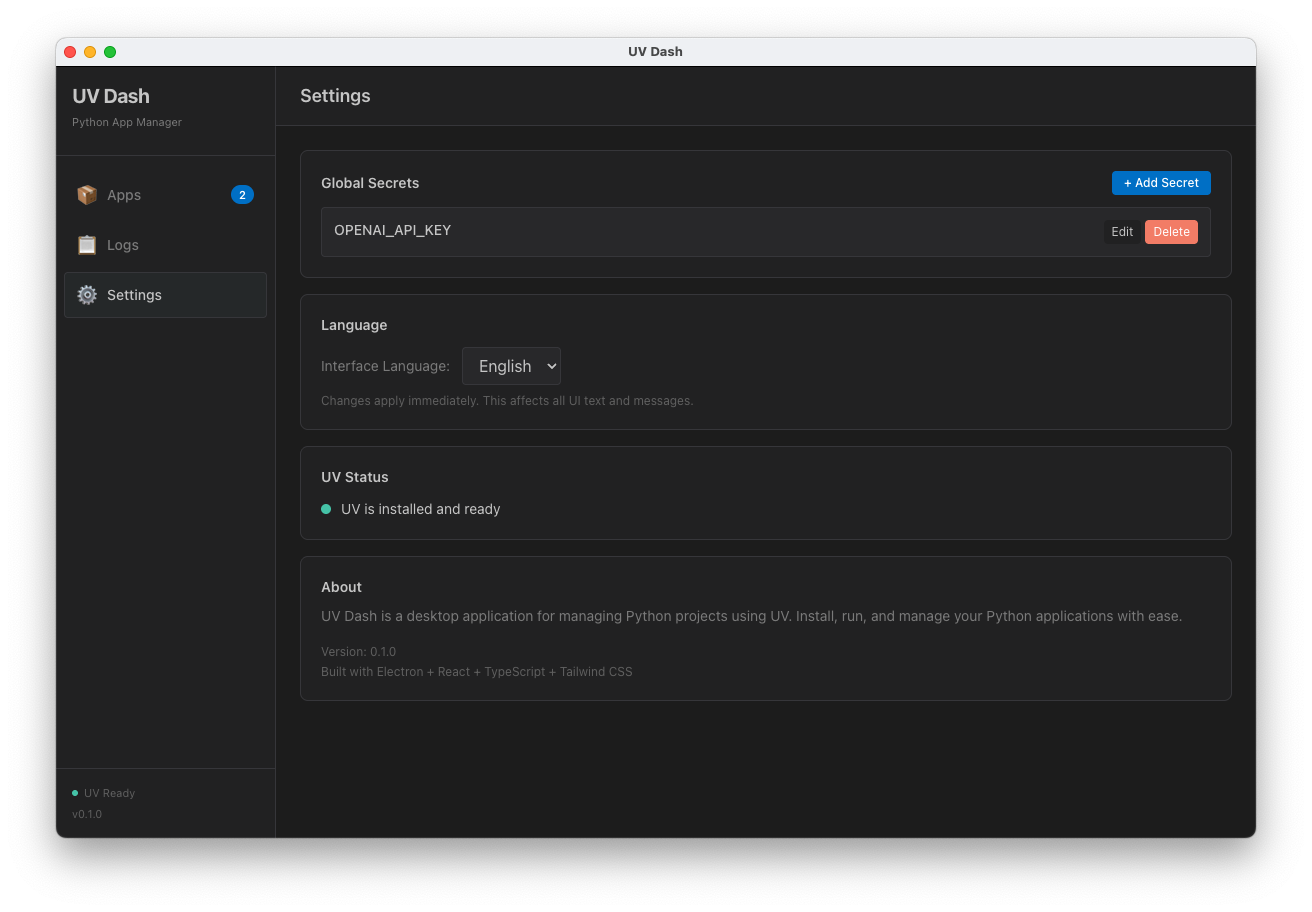 UV Dash
UV Dash
Python App Manager
Apps
2
Logs
Settings
UV Ready
v0.1.0
Settings
Global Secrets
+ Add Secret
OPENAI_API_KEY
Edit
Delete
Language
Interface Language:
English
Changes apply immediately. This affects all UI text and messages.
UV Status
UV is installed and ready
About
UV Dash is a desktop application for managing Python projects using UV. Install, run, and manage your Python applications with ease.
Version: 0.1.0
Built with Electron + React + TypeScript + Tailwind CSS